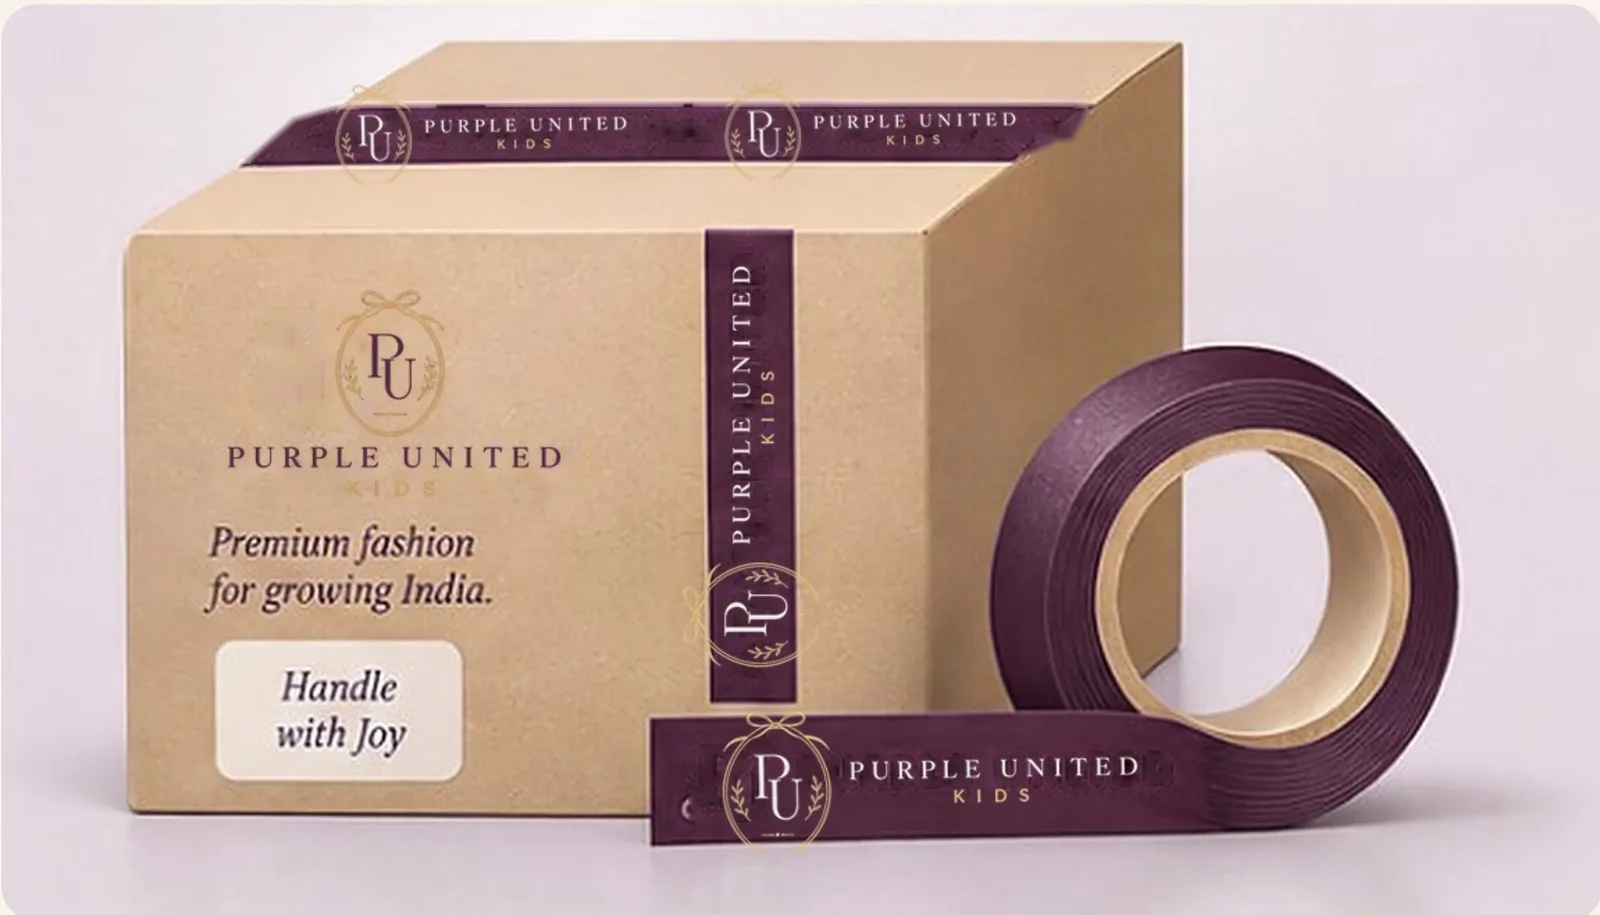 PU
PURPLE UNITED
KIDS
PU
PURPLE UNITED
KIDS
PU
PURPLE UNITED
KIDS
Premium fashion
for growing India.
Handle
with Joy
PURPLE UNITED
KIDS
PU
PU
PURPLE UNITED
KIDS